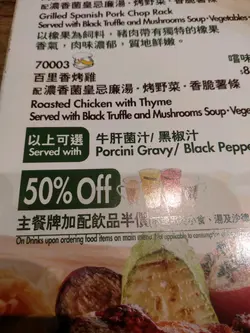 Grilled Spanish Pork Chop Rack
配濃香菌皇忌廉湯·烤野菜·香脆薯條
Served with Black Truffle and Mushrooms Soup·Vegetables
以橡果為飼料，豬肉帶有獨特的橡果
香氣，肉味濃郁，質地鮮嫩。
70003
百里香烤雞
配濃香菌皇忌廉湯·烤野菜·香脆薯條
Roasted Chicken with Thyme
Served with Black Truffle and Mushrooms Soup·Vege
以上可選 牛肝菌汁/ 黑椒汁
Served with Porcini Gravy/ Black Peppe
50% Off
主餐牌加配飲品半價
小食、湯及沙律
On Drinks upon ordering food items on main menu